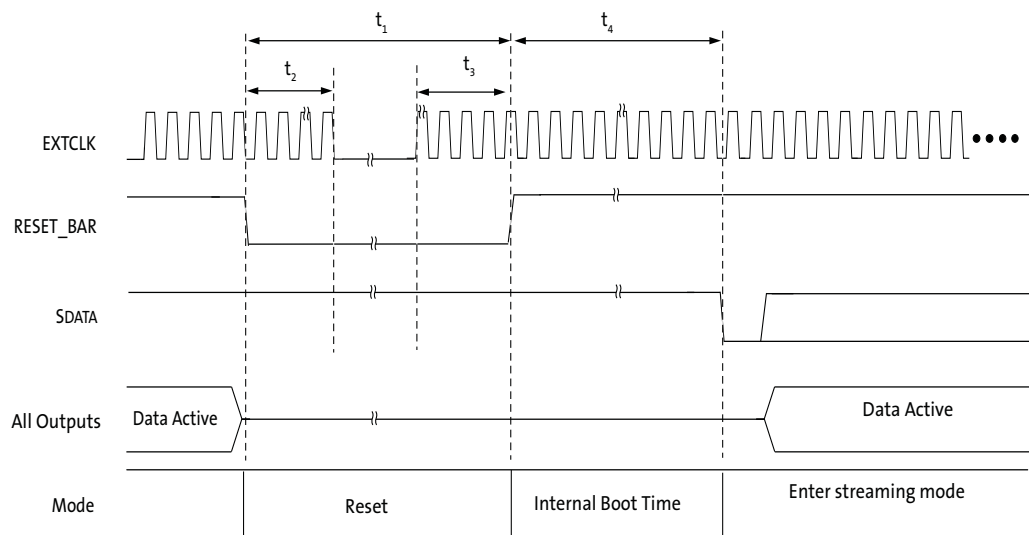 t1
t4
t2
t3
EXTCLK
RESET_BAR
SDATA
All Outputs
Data Active
Data Active
Mode
Reset
Internal Boot Time
Enter streaming mode